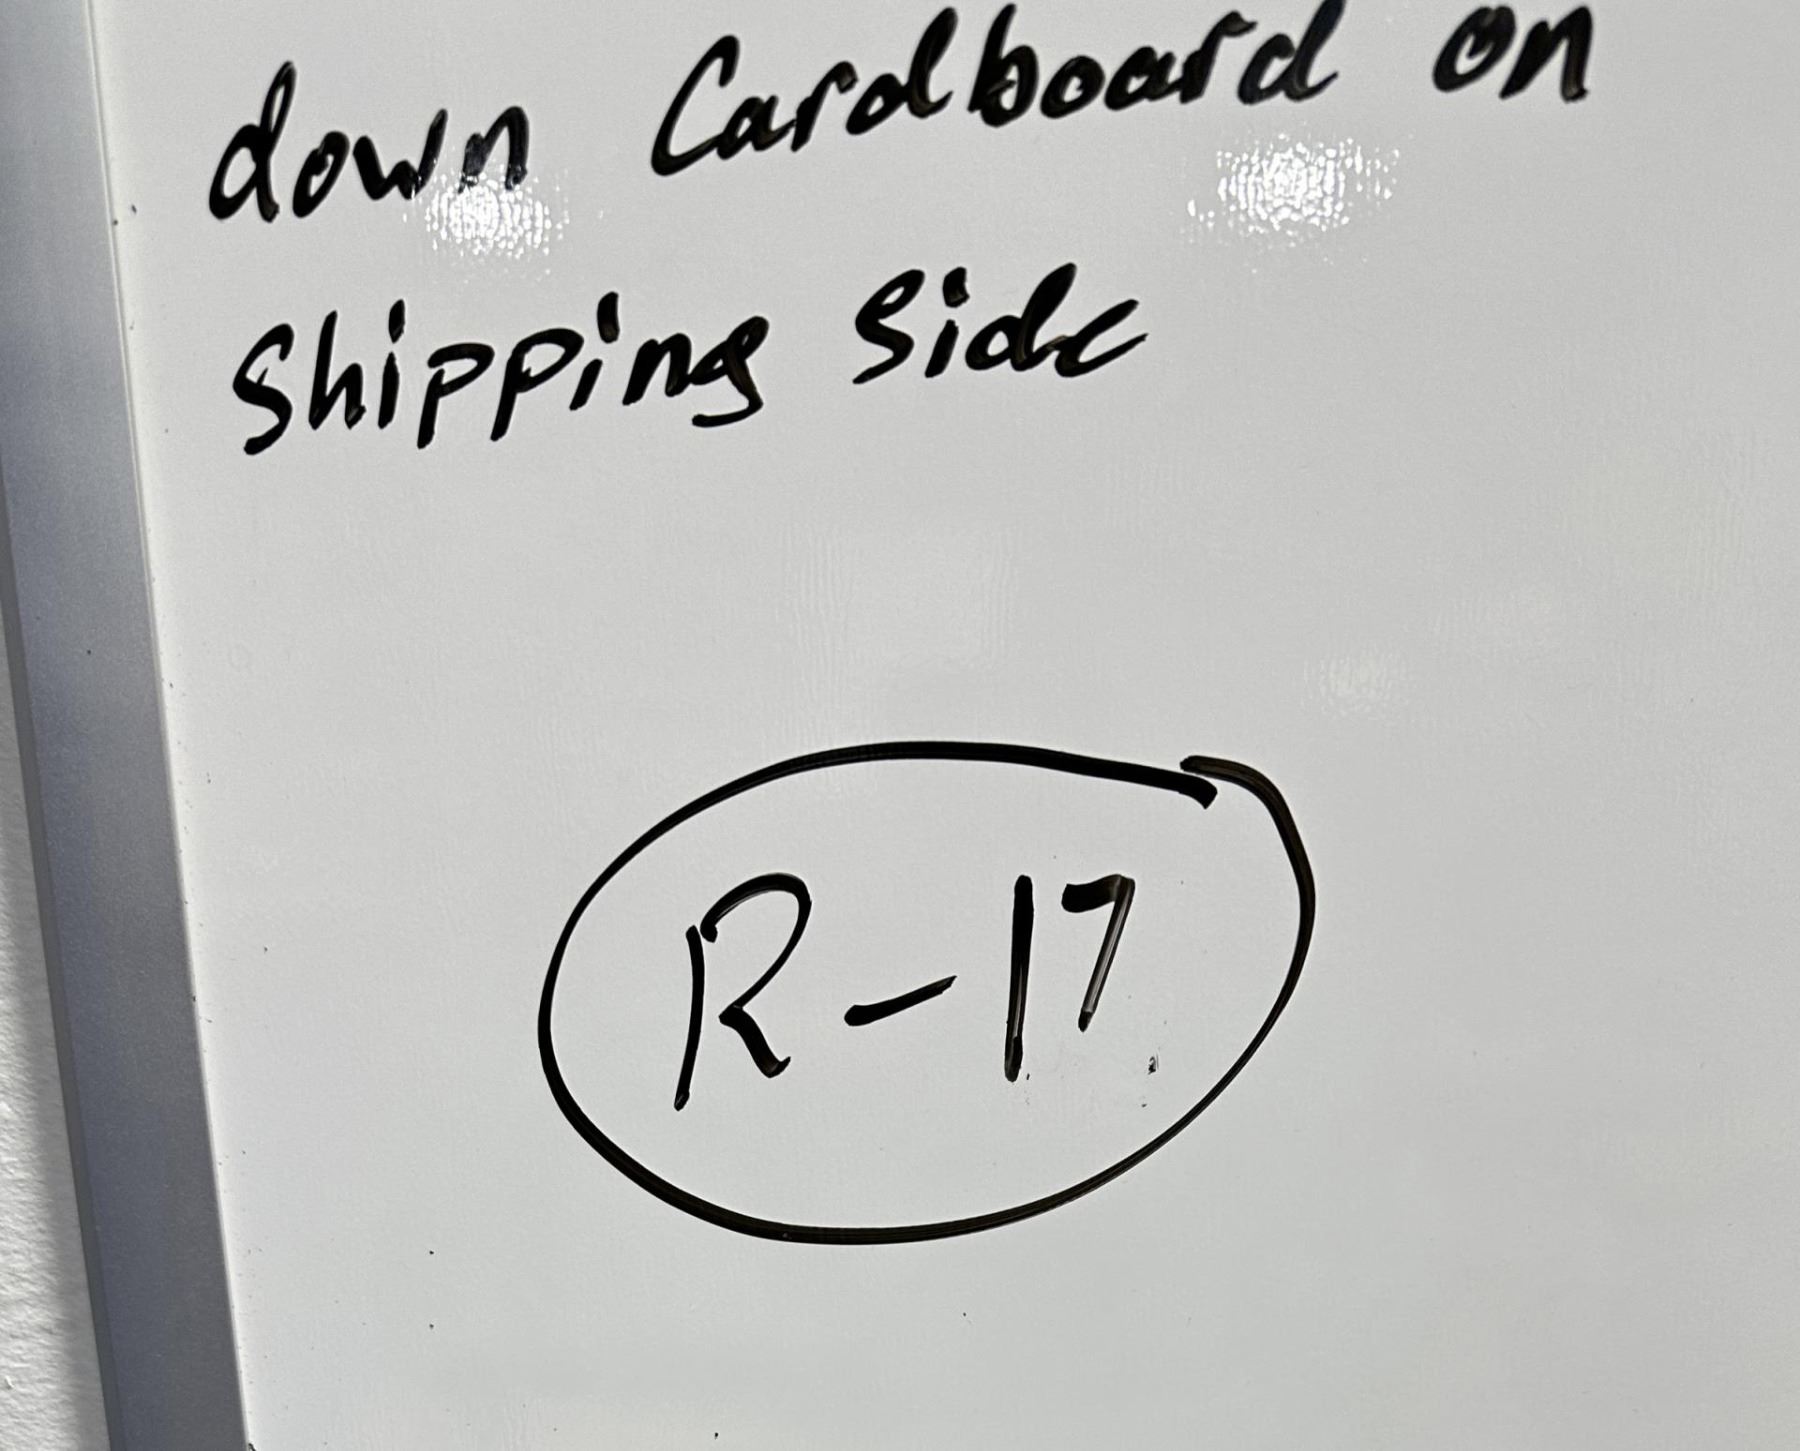 down Cardboard on
Shipping Side
R-17